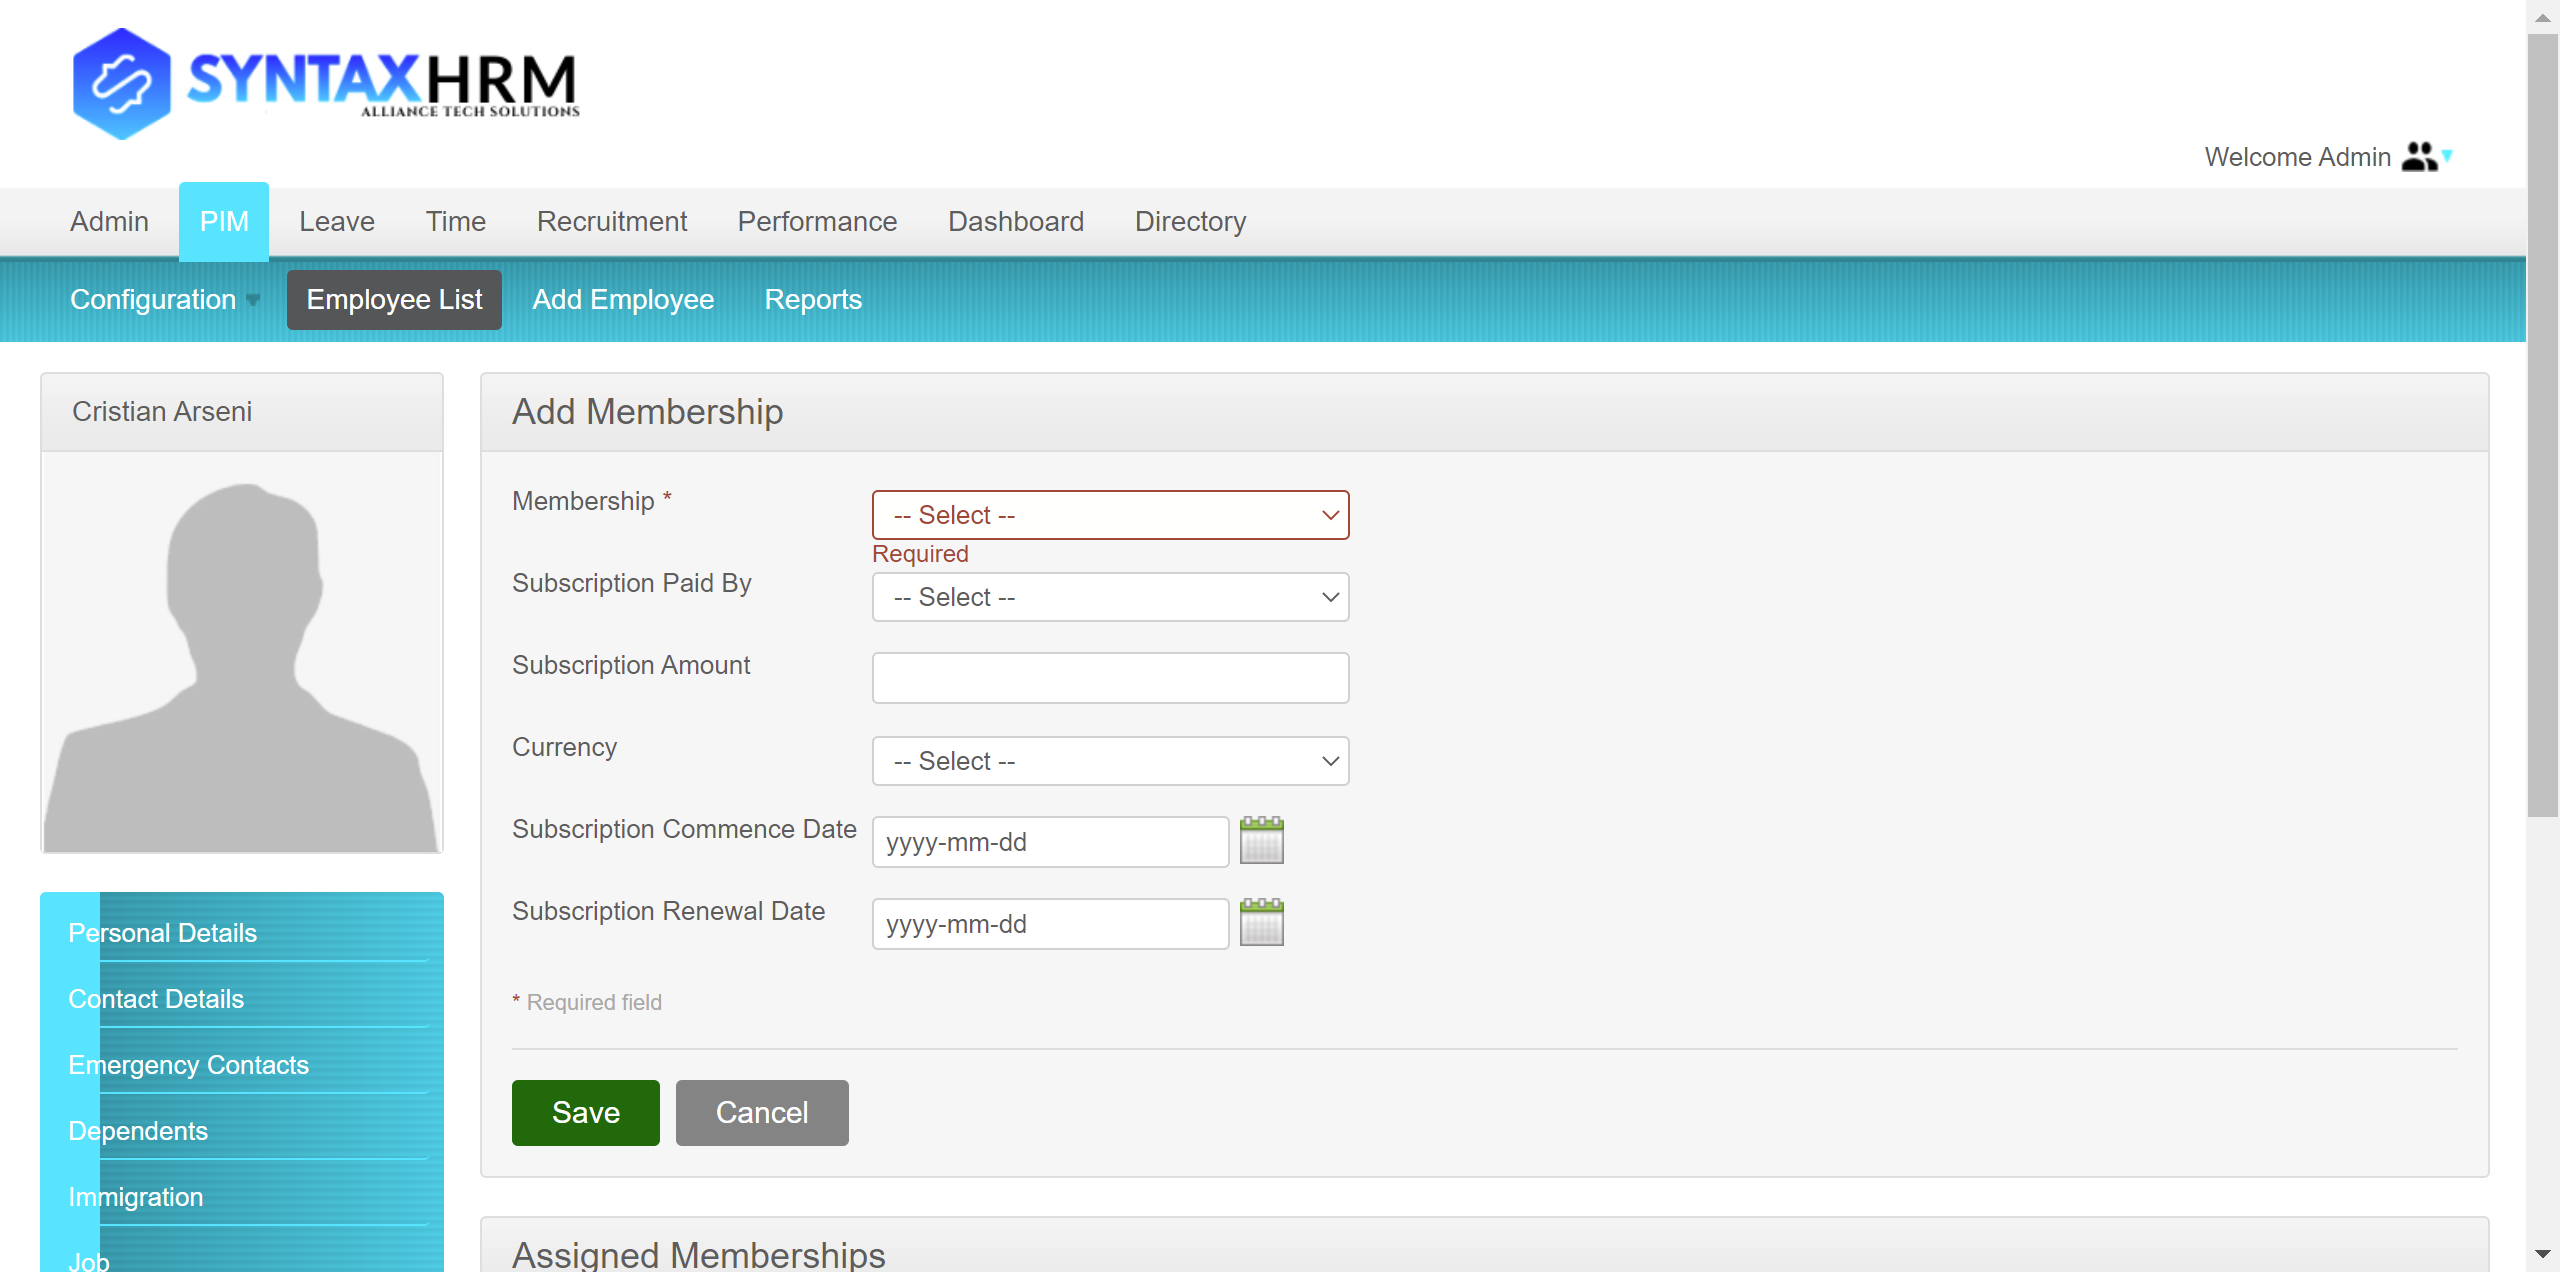 SYNTAXHRM
ALLIANCE TECH SOLUTIONS
Welcome Admin
Admin PIM Leave Time Recruitment Performance Dashboard Directory
Configuration Employee List Add Employee Reports
Cristian Arseni
Add Membership
Membership *
-- Select --
Required
Subscription Paid By
-- Select --
Subscription Amount
Currency
-- Select --
Subscription Commence Date
yyyy-mm-dd
Subscription Renewal Date
yyyy-mm-dd
* Required field
Save Cancel
Personal Details
Contact Details
Emergency Contacts
Dependents
Immigration
Job
Assigned Memberships